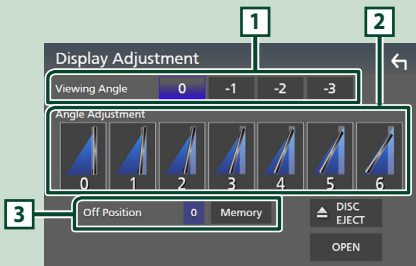 1 2
Display Adjustment
Viewing Angle 0 -1 -2 -3
Angle Adjustment
0 1 2 3 4 5 6
3
Off Position 0 Memory
DISC
EJECT
OPEN